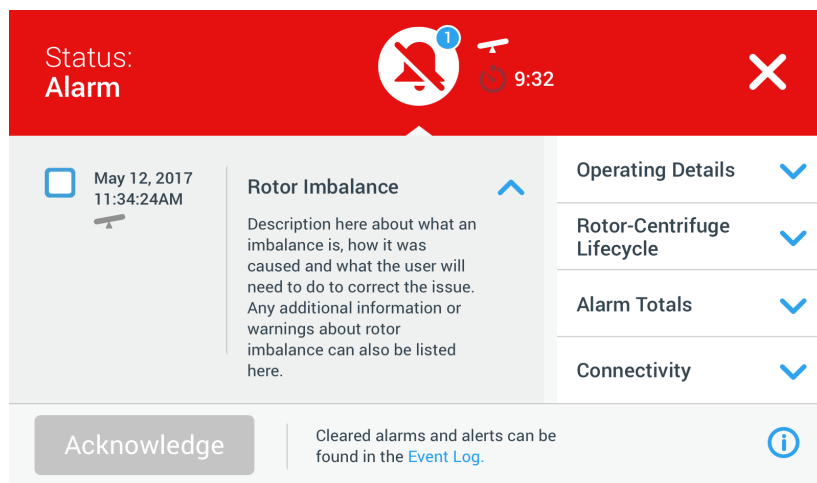 Status:
Alarm
1
9:32
May 12, 2017
11:34:24AM
Rotor Imbalance
Description here about what an
imbalance is, how it was
caused and what the user will
need to do to correct the issue.
Any additional information or
warnings about rotor
imbalance can also be listed
here.
Operating Details
Rotor-Centrifuge
Lifecycle
Alarm Totals
Connectivity
Acknowledge
Cleared alarms and alerts can be
found in the Event Log.